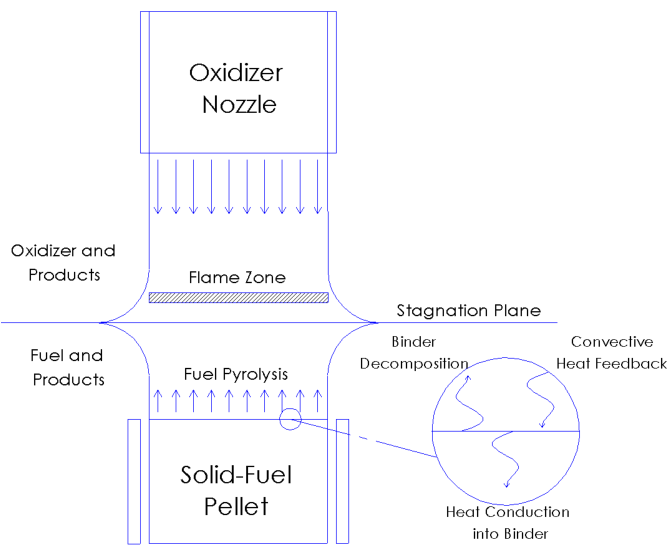 Oxidizer
Nozzle
Oxidizer and
Products
Flame Zone
Stagnation Plane
Fuel and
Products
Fuel Pyrolysis
Binder
Decomposition
Convective
Heat Feedback
Solid-Fuel
Pellet
Heat Conduction
into Binder